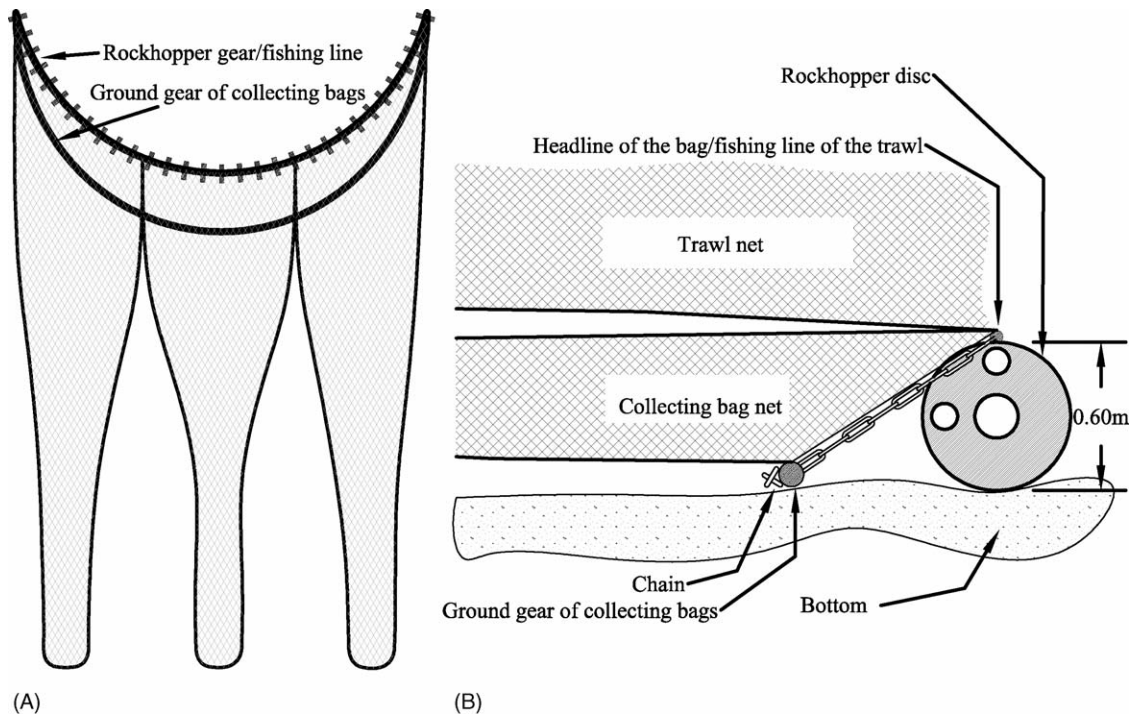 Rockhopper gear/fishing line
Ground gear of collecting bags
(A)
Rockhopper disc
Headline of the bag/fishing line of the trawl
Trawl net
Collecting bag net
0.60m
Chain
Ground gear of collecting bags
Bottom
(B)